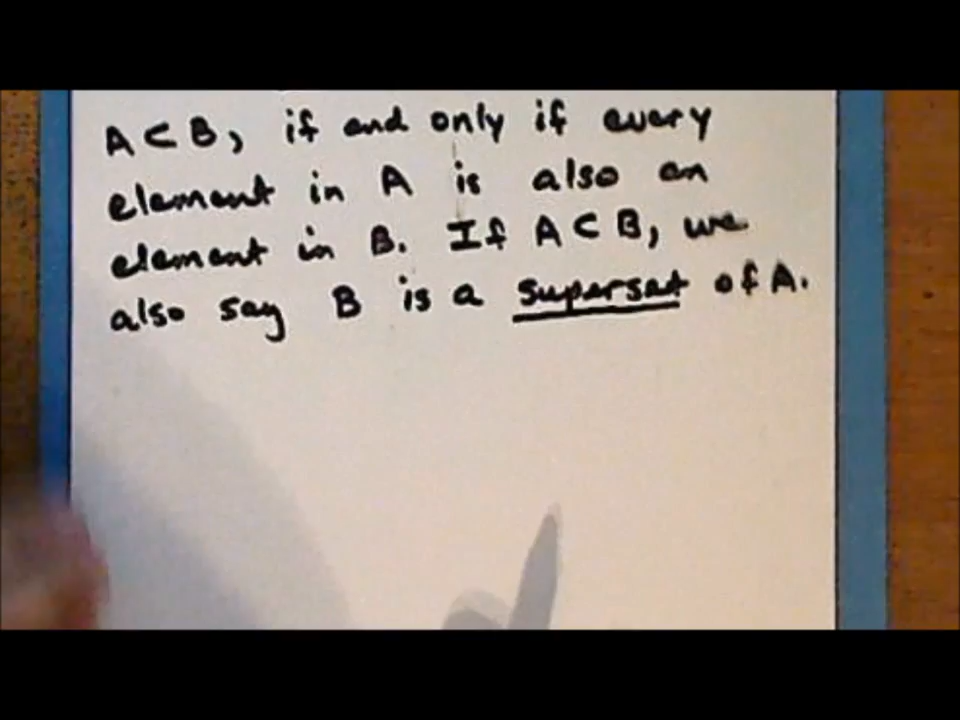 A ⊂ B, if and only if every
element in A is also an
element in B. If A ⊂ B, we
also say B is a superset of A.